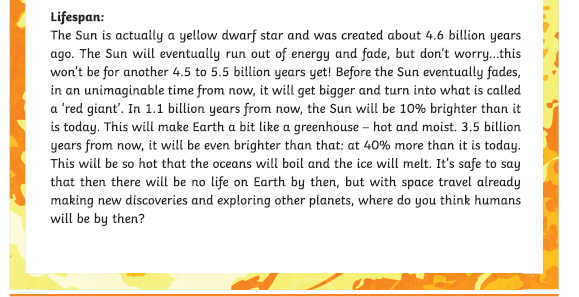 Lifespan:
The Sun is actually a yellow dwarf star and was created about 4.6 billion years
ago. The Sun will eventually run out of energy and fade, but don't worry...this
won't be for another 4.5 to 5.5 billion years yet! Before the Sun eventually fades,
in an unimaginable time from now, it will get bigger and turn into what is called
a 'red giant'. In 1.1 billion years from now, the Sun will be 10% brighter than it
is today. This will make Earth a bit like a greenhouse – hot and moist. 3.5 billion
years from now, it will be even brighter than that: at 40% more than it is today.
This will be so hot that the oceans will boil and the ice will melt. It's safe to say
that then there will be no life on Earth by then, but with space travel already
making new discoveries and exploring other planets, where do you think humans
will be by then?